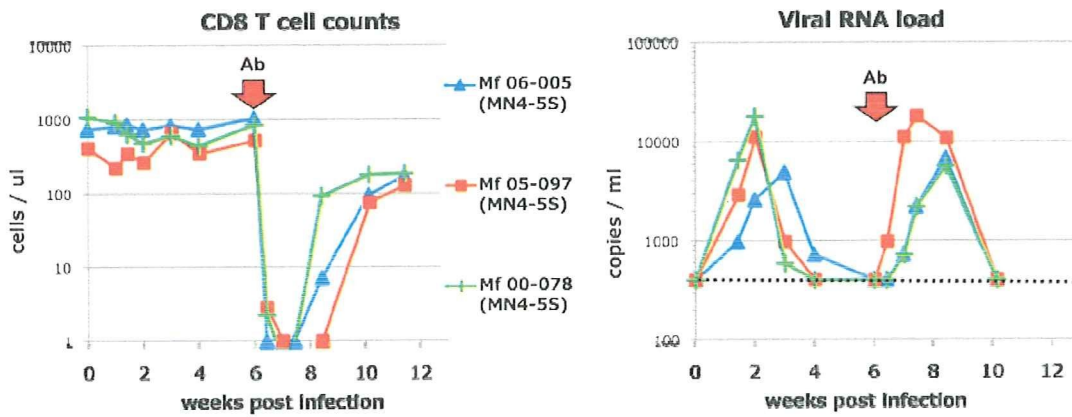 CD8 T cell counts
10000
1000
100
10
1
cells / ul
Ab
0 2 4 6 8 10 12
weeks post infection
Mf 06-005
(MN4-5S)
Mf 05-097
(MN4-5S)
Mf 00-078
(MN4-5S)
Viral RNA load
100000
10000
1000
100
copies / ml
Ab
0 2 4 6 8 10 12
weeks post infection